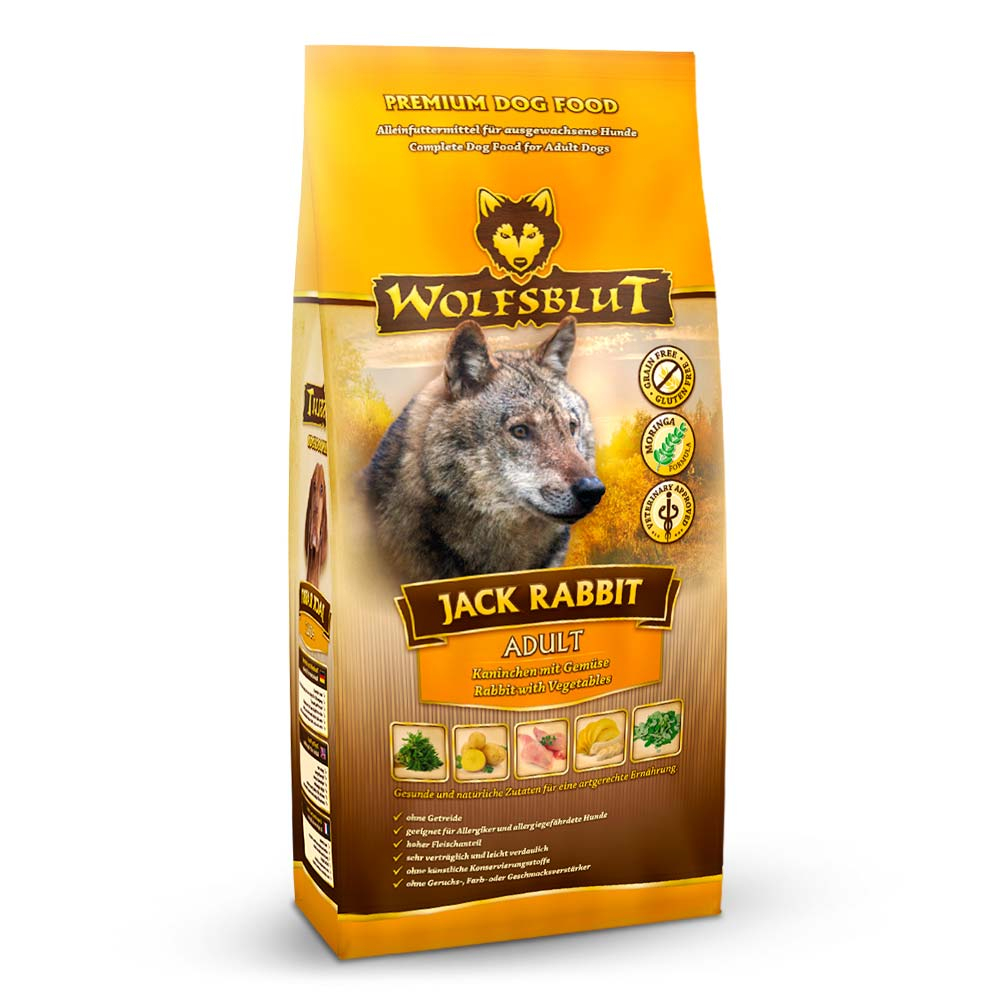 PREMIUM DOG FOOD
Alleinfuttermittel für ausgewachsene Hunde
Complete Dog Food for Adult Dogs
WOLFSBLUT
GRAIN FREE
GLUTEN FREE
MORINGA
FORMULA
VETERINARY APPROVED
JACK RABBIT
ADULT
Kaninchen mit Gemüse
Rabbit with Vegetables
Gesunde und natürliche Zutaten für eine artgerechte Ernährung.
✓ ohne Getreide
✓ geeignet für Allergiker und allergiegefährdete Hunde
✓ hoher Fleischanteil
✓ sehr verträglich und leicht verdaulich
✓ ohne künstliche Konservierungsstoffe
✓ ohne Geruchs-, Farb- oder Geschmacksverstärker